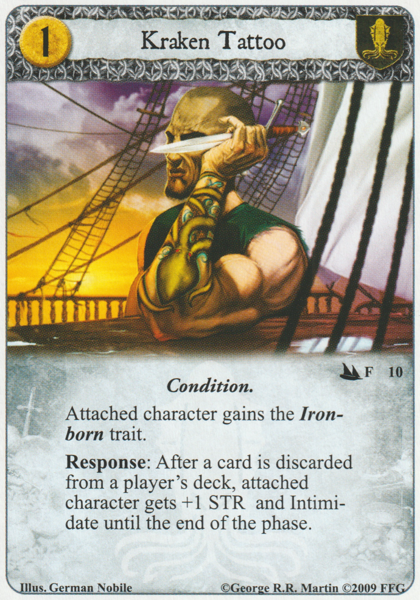 1
Kraken Tattoo
F 10
Condition.
Attached character gains the Iron-
born trait.
Response: After a card is discarded
from a player's deck, attached
character gets +1 STR and Intimi-
date until the end of the phase.
Illus. German Nobile ©George R.R. Martin ©2009 FFG